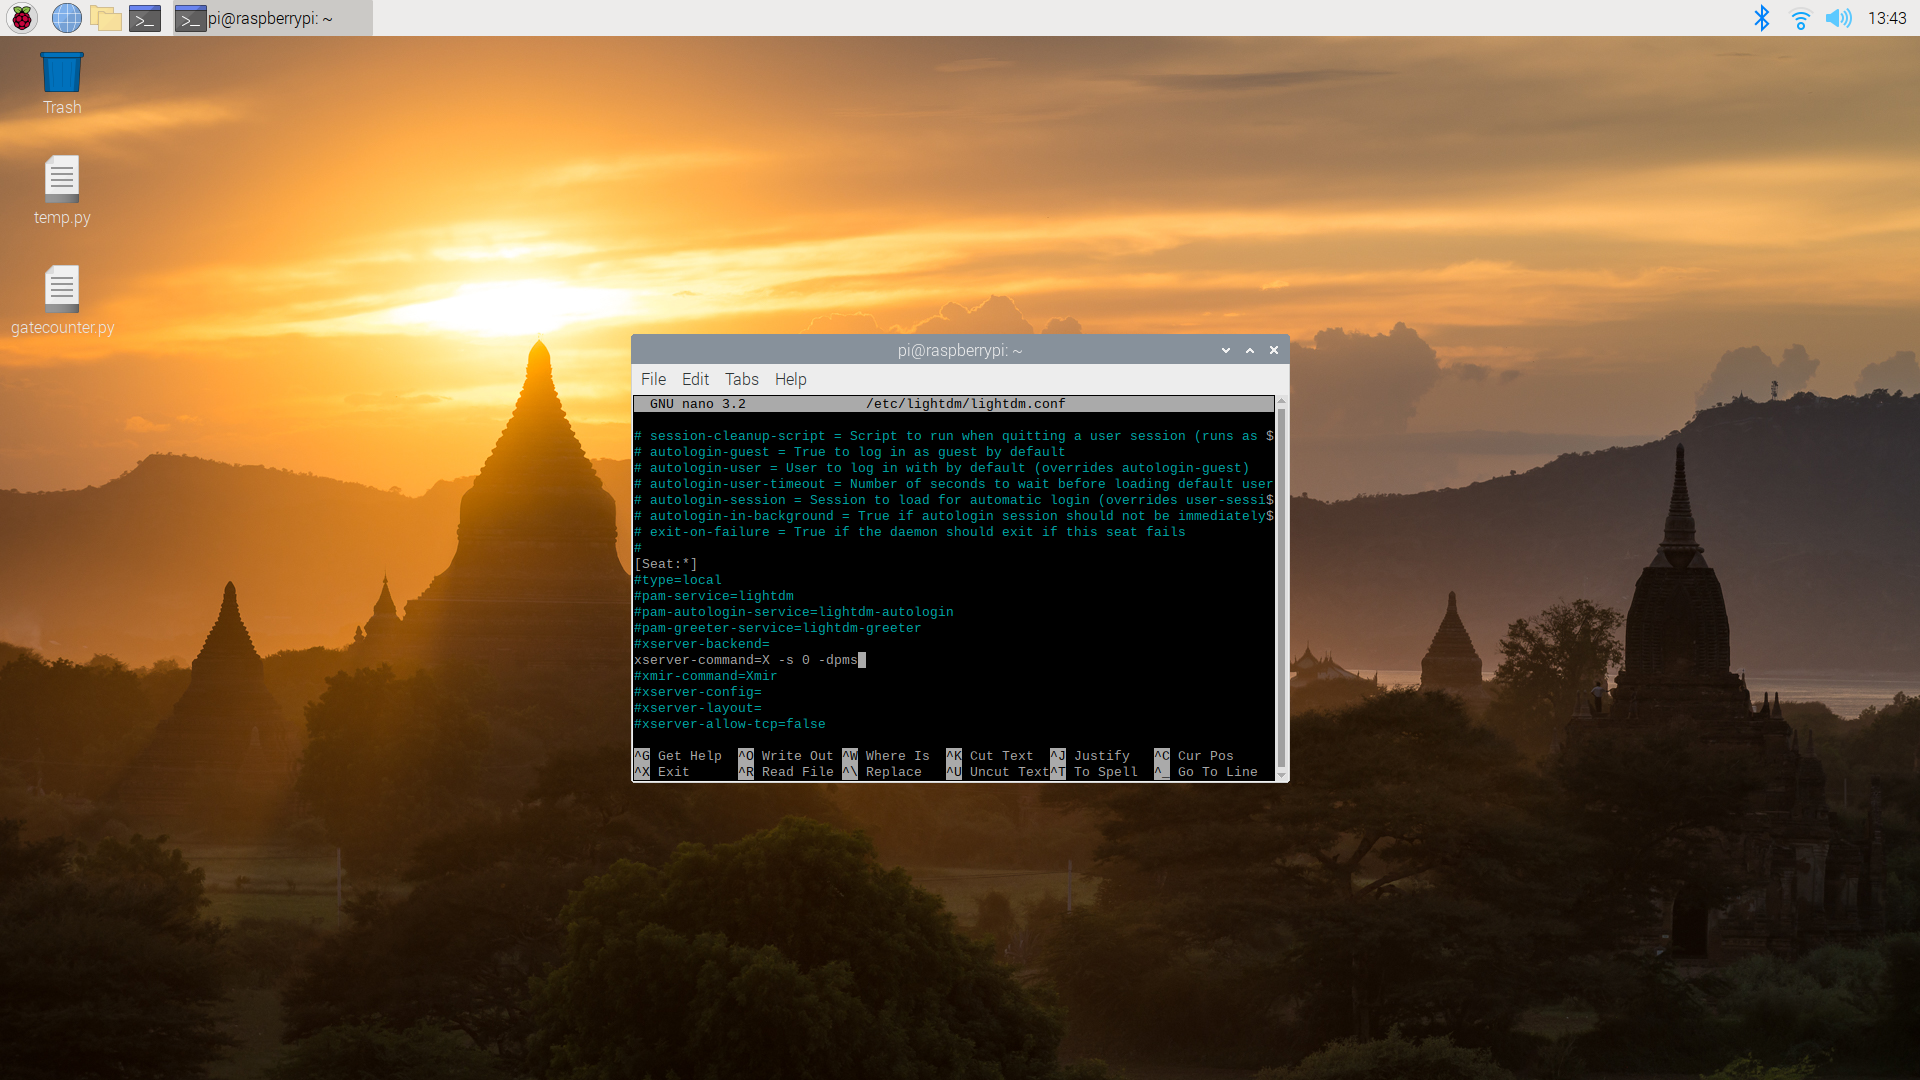 pi@raspberrypi: ~
13:43
Trash
temp.py
gatecounter.py
pi@raspberrypi: ~
File Edit Tabs Help
GNU nano 3.2 /etc/lightdm/lightdm.conf
# session-cleanup-script = Script to run when quitting a user session (runs as $
# autologin-guest = True to log in as guest by default
# autologin-user = User to log in with by default (overrides autologin-guest)
# autologin-user-timeout = Number of seconds to wait before loading default user
# autologin-session = Session to load for automatic login (overrides user-sessi$
# autologin-in-background = True if autologin session should not be immediately$
# exit-on-failure = True if the daemon should exit if this seat fails
#
[Seat:*]
#type=local
#pam-service=lightdm
#pam-autologin-service=lightdm-autologin
#pam-greeter-service=lightdm-greeter
#xserver-backend=
xserver-command=X -s 0 -dpms
#xmir-command=Xmir
#xserver-config=
#xserver-layout=
#xserver-allow-tcp=false
^G Get Help ^O Write Out ^W Where Is ^K Cut Text ^J Justify ^C Cur Pos
^X Exit ^R Read File ^\ Replace ^U Uncut Text ^T To Spell ^_ Go To Line